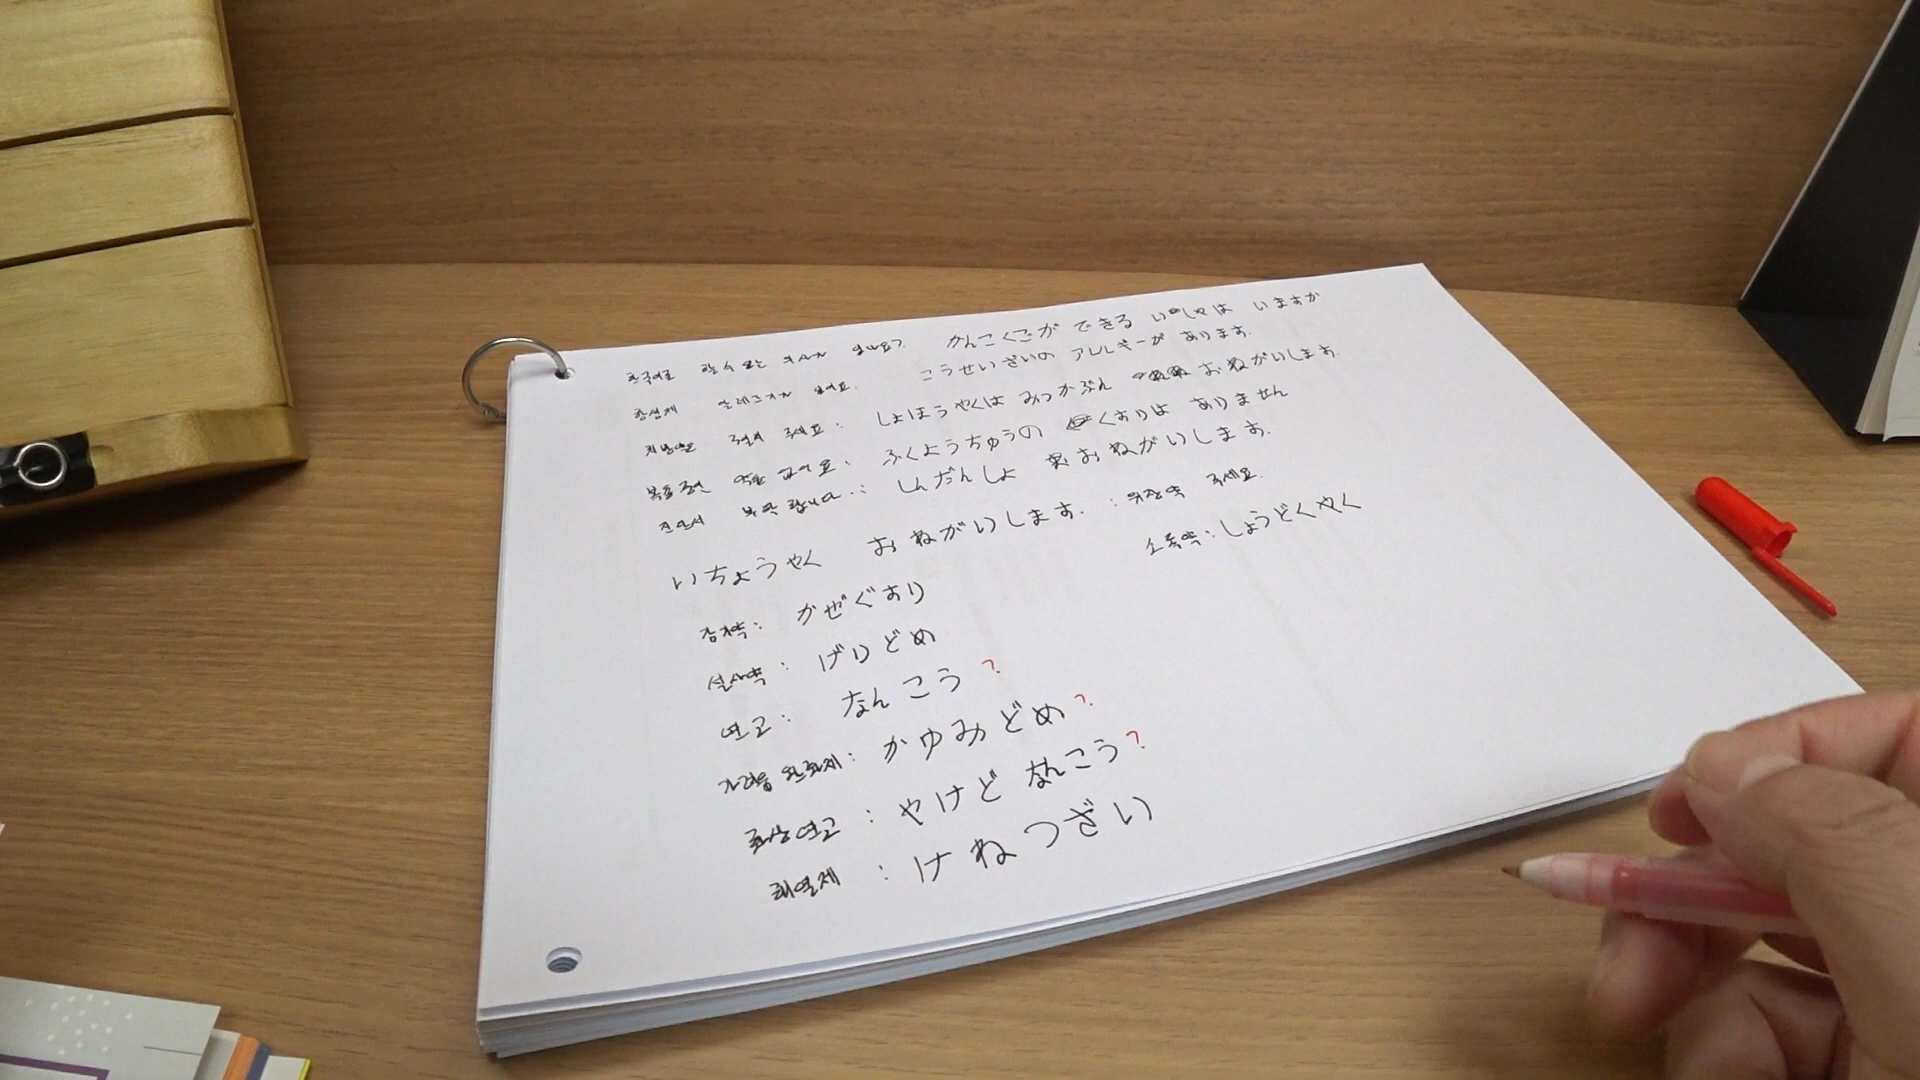 한국어로 할 수 있는 의사가 있나요? かんこくごが できる いしゃは いますか
항생제 알레르기가 있어요. こうせいざいの アレルギーが あります.
처방약은 3일치 주세요 : しょほうやくは みっかぶん おねがいします.
복용중인 약은 없어요 : ふくようちゅうの くすりは ありません
진단서 부탁합니다. : しんだんしょ おねがいします.
いちょうやく おねがいします. : 위장약 주세요.
감기약 : かぜぐすり
소독약 : しょうどくやく
설사약 : げりどめ
연고 : なんこう ?
가려움 완화제 : かゆみどめ ?
화상연고 : やけど なんこう ?
해열제 : けねつざい